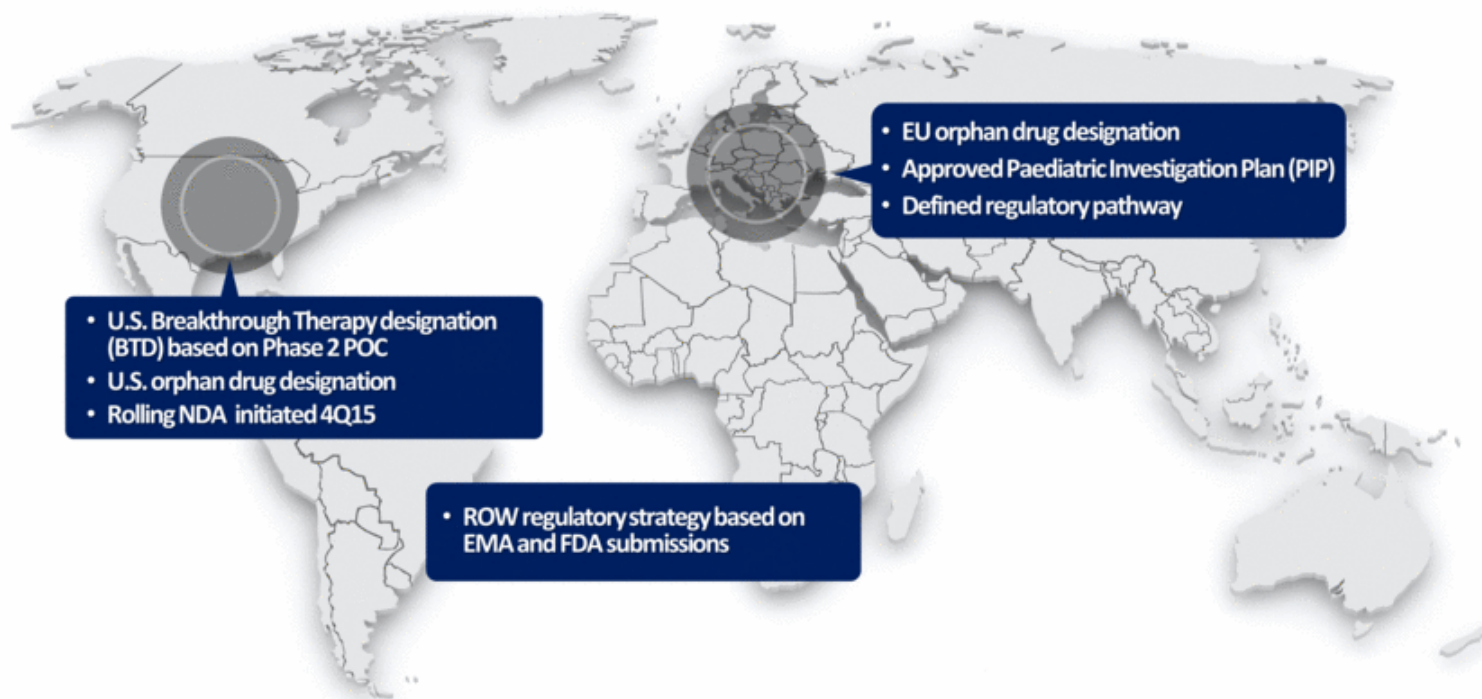 • EU orphan drug designation
• Approved Paediatric Investigation Plan (PIP)
• Defined regulatory pathway
• U.S. Breakthrough Therapy designation
(BTD) based on Phase 2 POC
• U.S. orphan drug designation
• Rolling NDA initiated 4Q15
• ROW regulatory strategy based on
EMA and FDA submissions